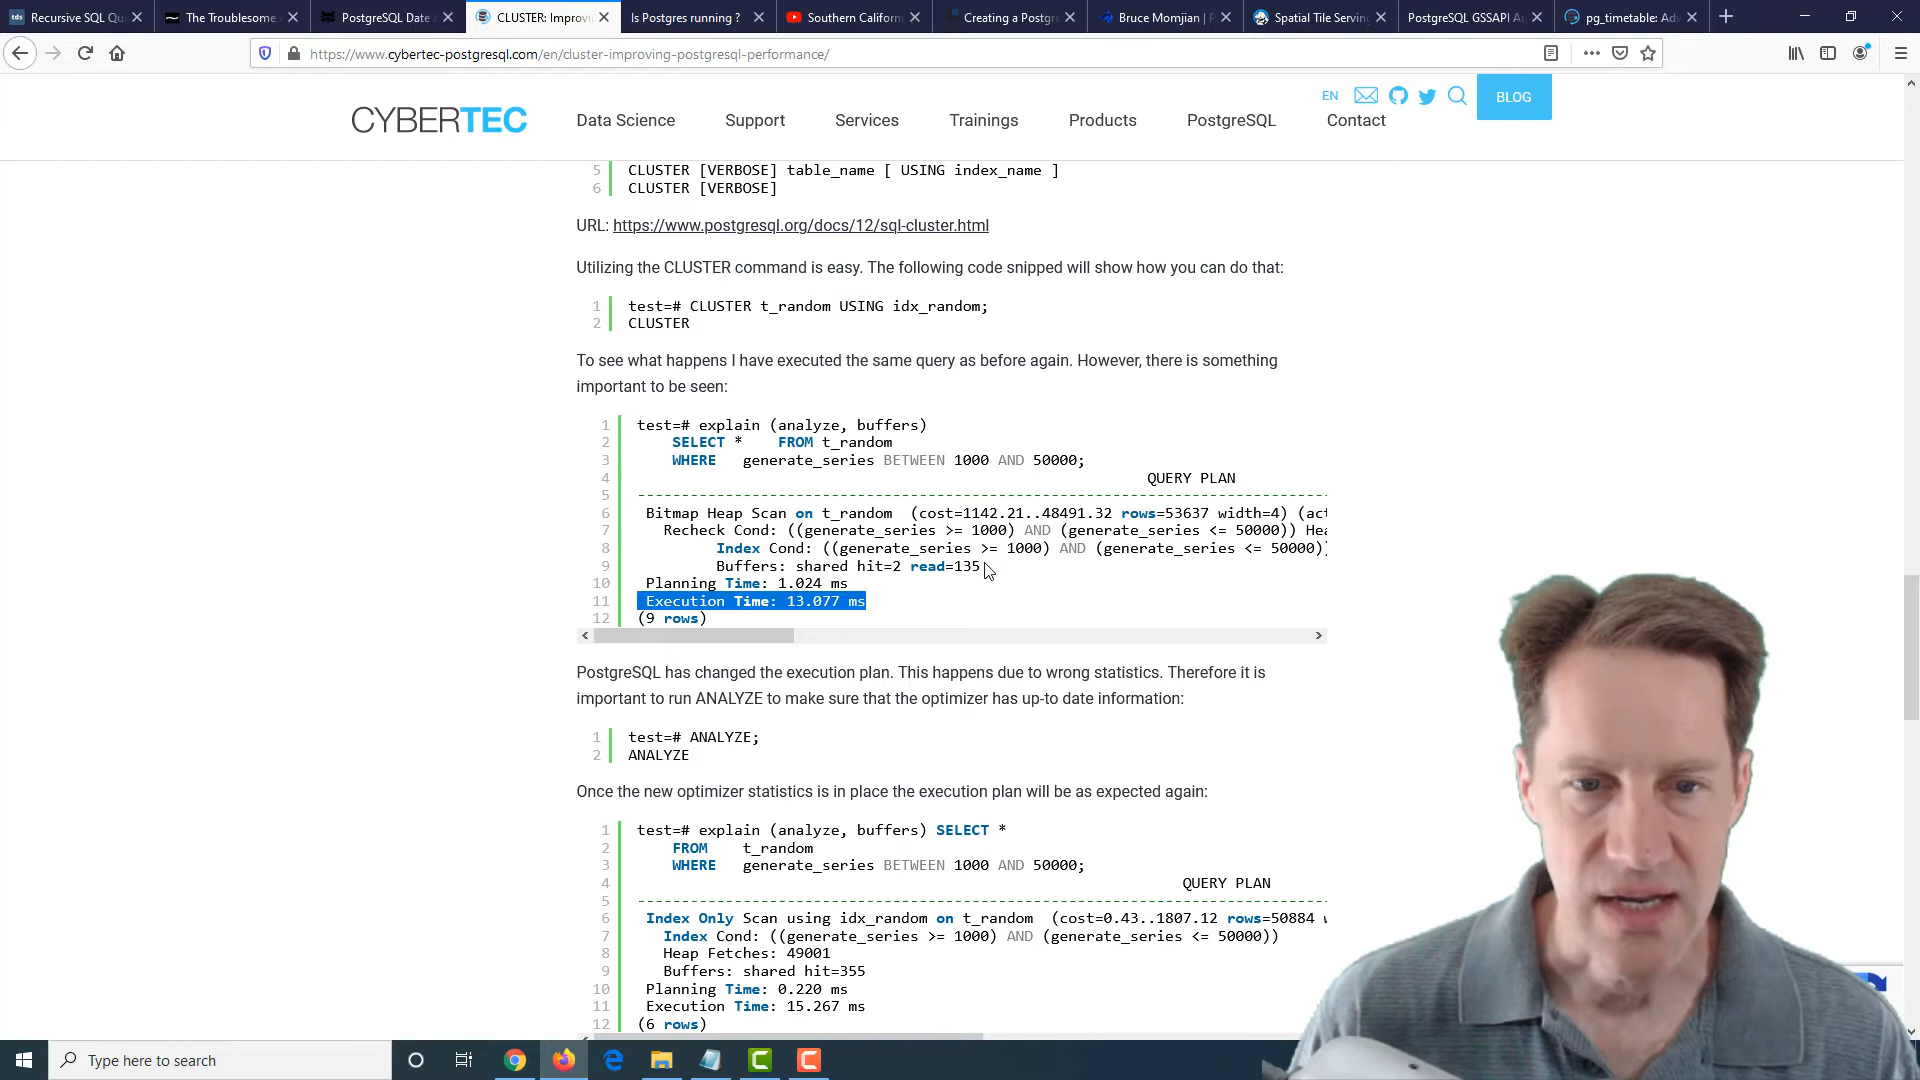 Recursive SQL Qu
The Troublesome
PostgreSQL Date a
CLUSTER: Improvi
Is Postgres running ?
Southern Californ
Creating a Postgre
Bruce Momjian | P
Spatial Tile Serving
PostgreSQL GSSAPI Au
pg_timetable: Adv
https://www.cybertec-postgresql.com/en/cluster-improving-postgresql-performance/
EN
BLOG
CYBERTEC
Data Science
Support
Services
Trainings
Products
PostgreSQL
Contact
5 CLUSTER [VERBOSE] table_name [ USING index_name ]
6 CLUSTER [VERBOSE]
URL: https://www.postgresql.org/docs/12/sql-cluster.html
Utilizing the CLUSTER command is easy. The following code snipped will show how you can do that:
1 test=# CLUSTER t_random USING idx_random;
2 CLUSTER
To see what happens I have executed the same query as before again. However, there is something
important to be seen:
1 test=# explain (analyze, buffers)
2 SELECT * FROM t_random
3 WHERE generate_series BETWEEN 1000 AND 50000;
4 QUERY PLAN
5 ------------------------------------------------------------------------------
6 Bitmap Heap Scan on t_random (cost=1142.21..48491.32 rows=53637 width=4) (act
7 Recheck Cond: ((generate_series >= 1000) AND (generate_series <= 50000)) Hea
8 Index Cond: ((generate_series >= 1000) AND (generate_series <= 50000)
9 Buffers: shared hit=2 read=135
10 Planning Time: 1.024 ms
11 Execution Time: 13.077 ms
12 (9 rows)
PostgreSQL has changed the execution plan. This happens due to wrong statistics. Therefore it is
important to run ANALYZE to make sure that the optimizer has up-to date information:
1 test=# ANALYZE;
2 ANALYZE
Once the new optimizer statistics is in place the execution plan will be as expected again:
1 test=# explain (analyze, buffers) SELECT *
2 FROM t_random
3 WHERE generate_series BETWEEN 1000 AND 50000;
4 QUERY PLAN
5 ------------------------------------------------------------------------------
6 Index Only Scan using idx_random on t_random (cost=0.43..1807.12 rows=50884 w
7 Index Cond: ((generate_series >= 1000) AND (generate_series <= 50000))
8 Heap Fetches: 49001
9 Buffers: shared hit=355
10 Planning Time: 0.220 ms
11 Execution Time: 15.267 ms
12 (6 rows)
Type here to search